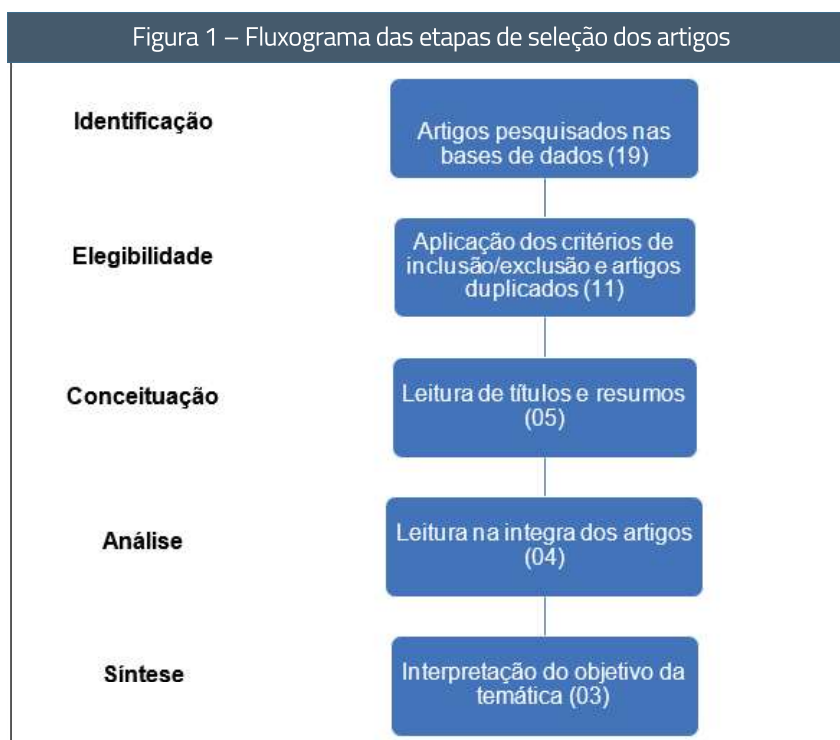 Figura 1 – Fluxograma das etapas de seleção dos artigos
Identificação
Artigos pesquisados nas
bases de dados (19)
Elegibilidade
Aplicação dos critérios de
inclusão/exclusão e artigos
duplicados (11)
Conceituação
Leitura de títulos e resumos
(05)
Análise
Leitura na integra dos artigos
(04)
Síntese
Interpretação do objetivo da
temática (03)